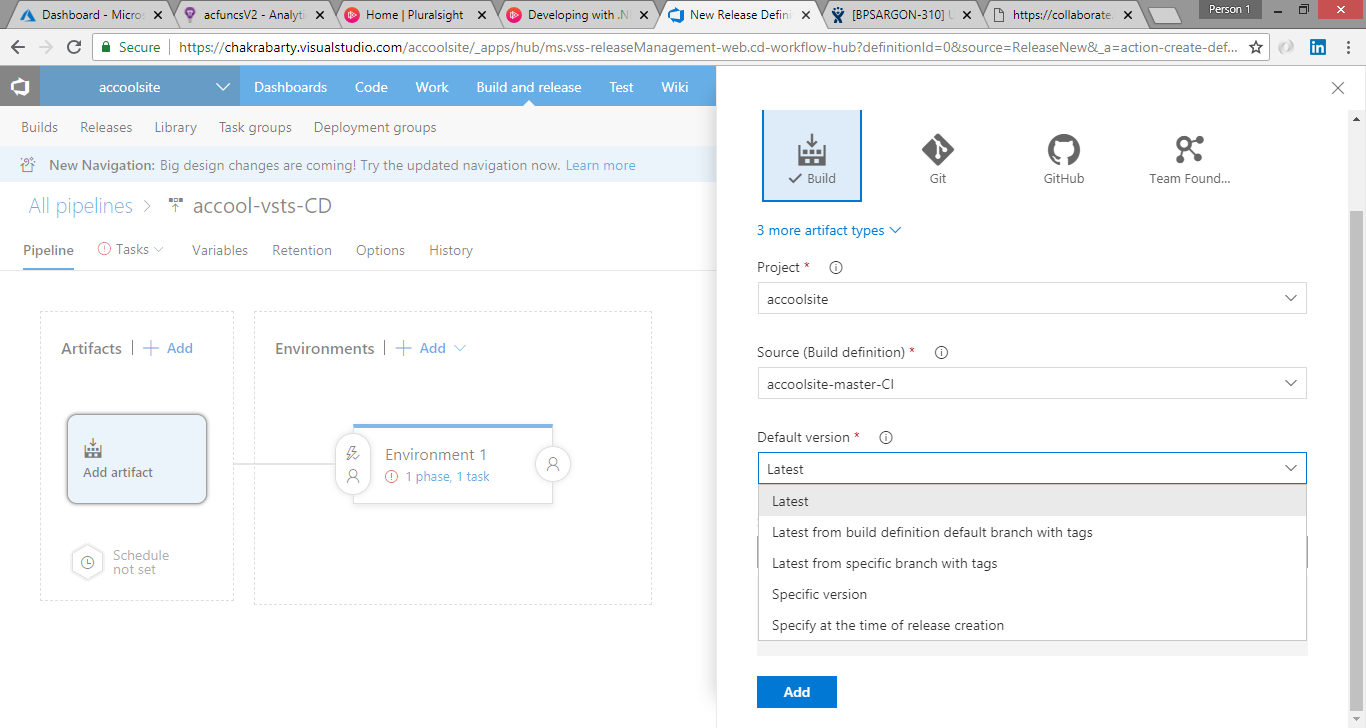 Dashboard - Micros
acfuncsV2 - Analyti
Home | Pluralsight
Developing with .N
New Release Defini
[BPSARGON-310] U
https://collaborate.
Person 1
Secure
https://chakrabarty.visualstudio.com/accoolsite/_apps/hub/ms.vss-releaseManagement-web.cd-workflow-hub?definitionId=0&source=ReleaseNew&_a=action-create-def...
accoolsite
Dashboards
Code
Work
Build and release
Test
Wiki
Builds
Releases
Library
Task groups
Deployment groups
New Navigation: Big design changes are coming! Try the updated navigation now. Learn more
All pipelines > accool-vsts-CD
Pipeline
Tasks
Variables
Retention
Options
History
Artifacts | + Add
Environments | + Add
Add artifact
Schedule
not set
Environment 1
1 phase, 1 task
Build
Git
GitHub
Team Found...
3 more artifact types
Project *
accoolsite
Source (Build definition) *
accoolsite-master-CI
Default version *
Latest
Latest
Latest from build definition default branch with tags
Latest from specific branch with tags
Specific version
Specify at the time of release creation
Add